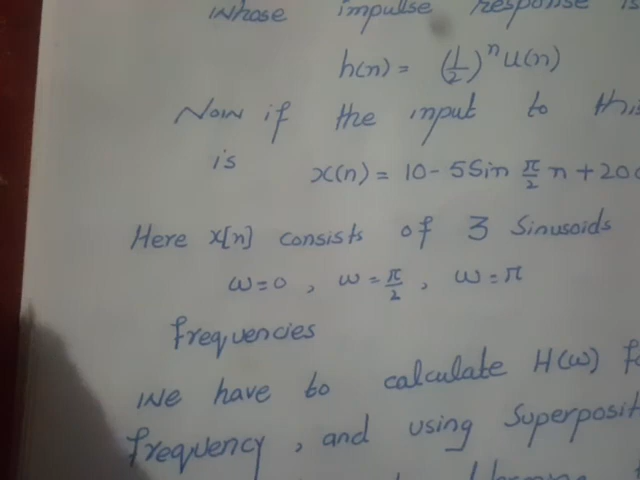 whose impulse response is
h(n) = (1/2)^n u(n)
Now if the input to this
is x(n) = 10 - 5 Sin π/2 n + 20
Here x[n] consists of 3 Sinusoids
ω=0, ω=π/2, ω=π
frequencies
We have to calculate H(ω)
frequency, and using Superposit